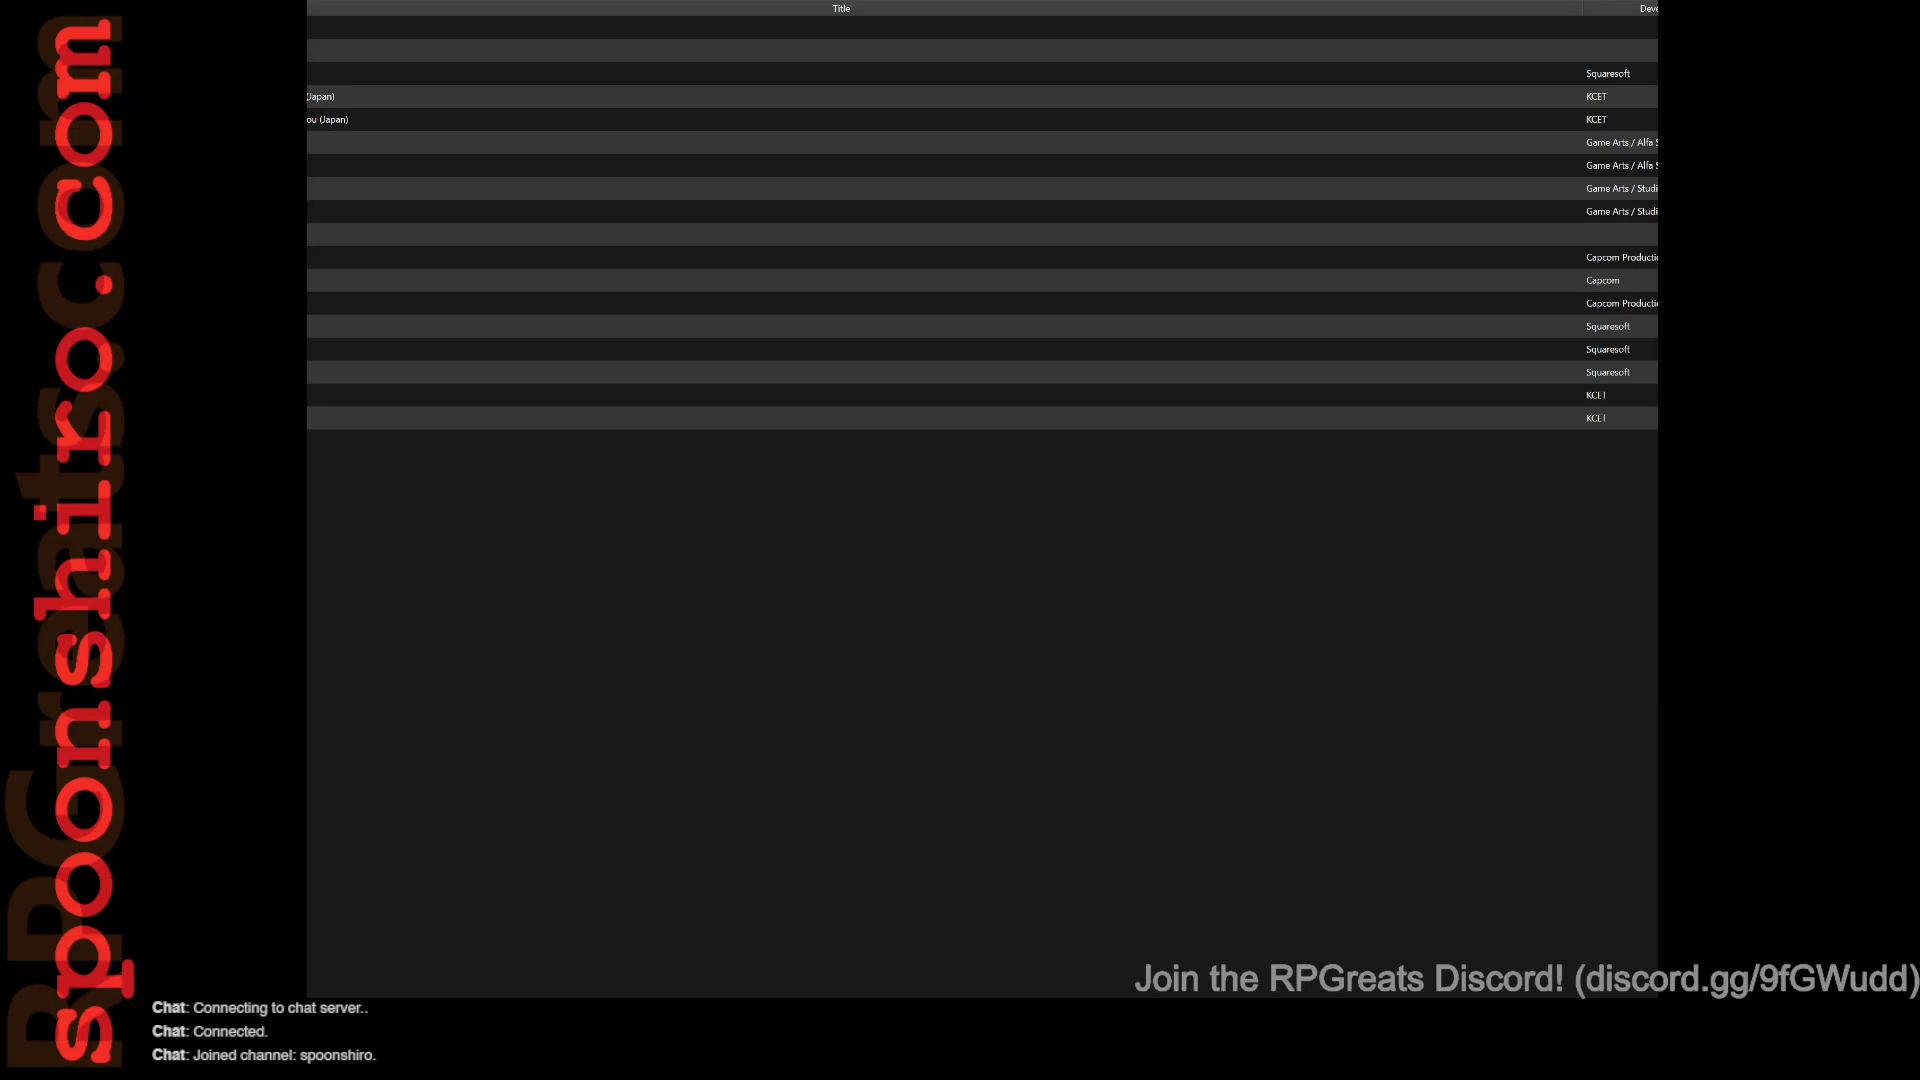 spoonshiro.com
RPGreats.com
Title Deve
Squaresoft
(Japan) KCET
ou (Japan) KCET
Game Arts / Alfa S
Game Arts / Alfa S
Game Arts / Studi
Game Arts / Studi
Capcom Producti
Capcom
Capcom Producti
Squaresoft
Squaresoft
Squaresoft
KCET
KCET
Join the RPGreats Discord! (discord.gg/9fGWudd)
Chat: Connecting to chat server..
Chat: Connected.
Chat: Joined channel: spoonshiro.